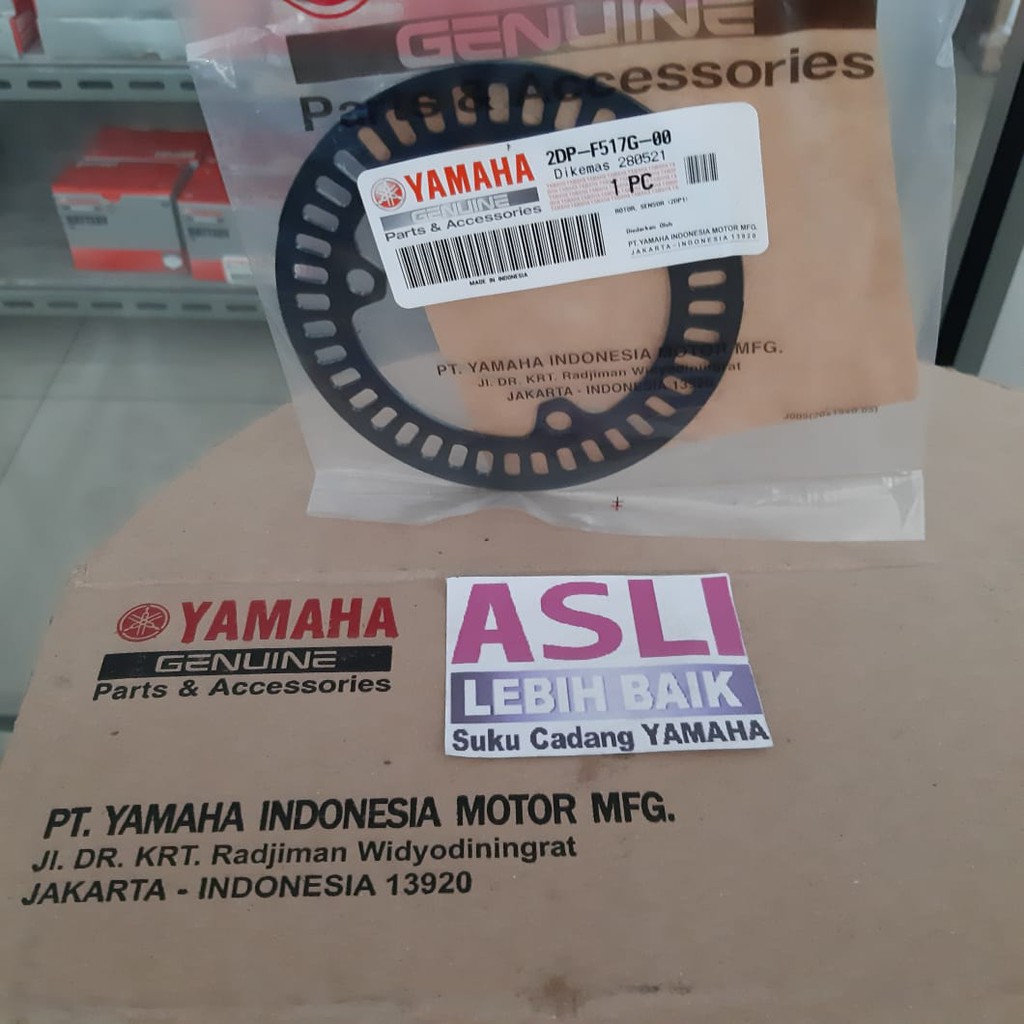 GENUINE
Parts & Accessories
YAMAHA
GENUINE
Parts & Accessories
MADE IN INDONESIA
2DP-F517G-00
Dikemas 280521
1 PC
ROTOR, SENSOR (2DP1)
Diedarkan Oleh
PT.YAMAHA INDONESIA MOTOR MFG.
JAKARTA-INDONESIA 13920
PT. YAMAHA INDONESIA MOTOR MFG.
Jl. DR. KRT. Radjiman Widyodiningrat
JAKARTA - INDONESIA 13920
YAMAHA
GENUINE
Parts & Accessories
ASLI
LEBIH BAIK
Suku Cadang YAMAHA
PT. YAMAHA INDONESIA MOTOR MFG.
Jl. DR. KRT. Radjiman Widyodiningrat
JAKARTA - INDONESIA 13920